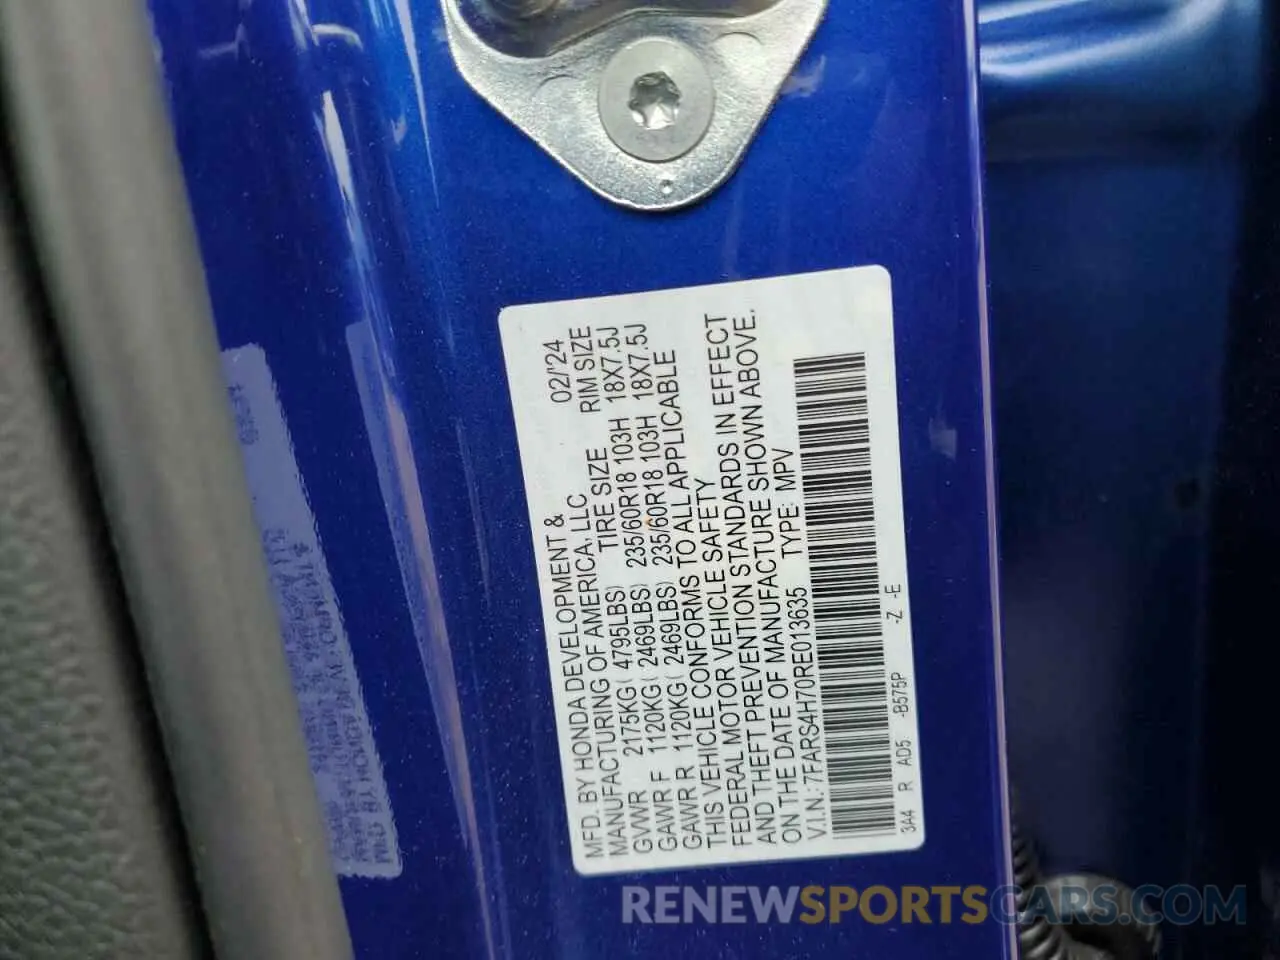 MFD. BY HONDA DEVELOPMENT &
MANUFACTURING OF AMERICA, LLC 02/'24
GVWR 2175KG( 4795LBS) TIRE SIZE RIM SIZE
GAWR F 1120KG( 2469LBS) 235/60R18 103H 18X7.5J
GAWR R 1120KG( 2469LBS) 235/60R18 103H 18X7.5J
THIS VEHICLE CONFORMS TO ALL APPLICABLE
FEDERAL MOTOR VEHICLE SAFETY
AND THEFT PREVENTION STANDARDS IN EFFECT
ON THE DATE OF MANUFACTURE SHOWN ABOVE.
V.I.N.: 7FARS4H70RE013635 TYPE: MPV
3A4 R AD5 -B575P -Z -E
RENEWSPORTSCARS.COM